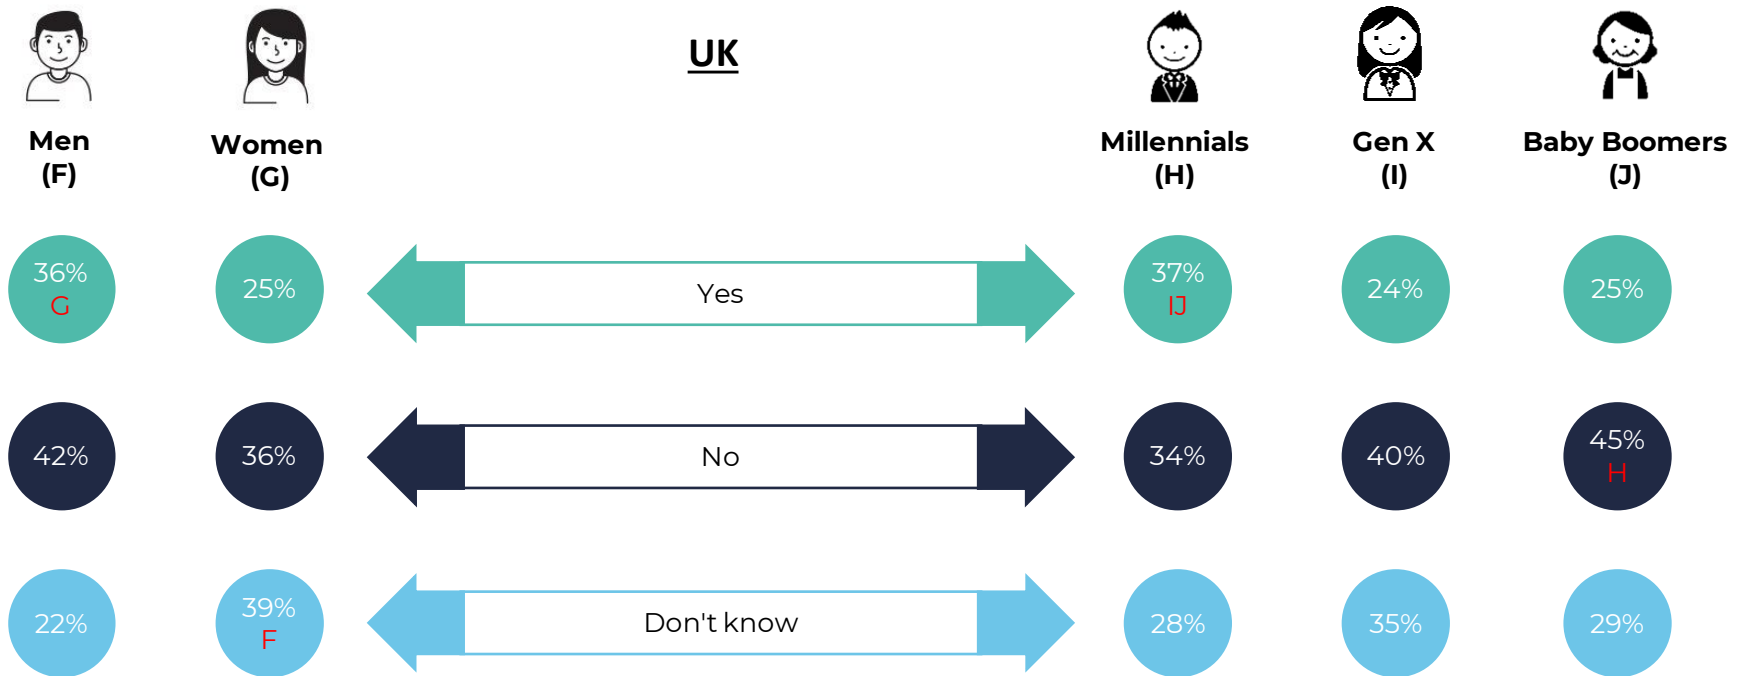 UK
Men
(F)
Women
(G)
Millennials
(H)
Gen X
(I)
Baby Boomers
(J)
36%
G
25%
Yes
37%
IJ
24%
25%
42%
36%
No
34%
40%
45%
H
22%
39%
F
Don't know
28%
35%
29%